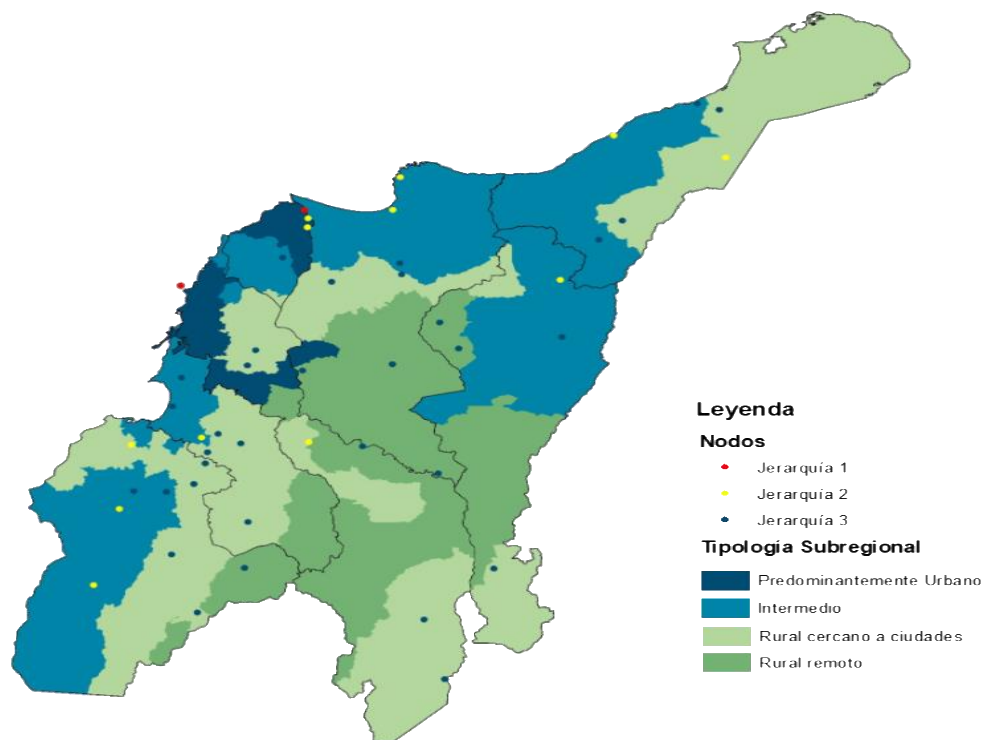 Leyenda
Nodos
Jerarquía 1
Jerarquía 2
Jerarquía 3
Tipología Subregional
Predominantemente Urbano
Intermedio
Rural cercano a ciudades
Rural remoto